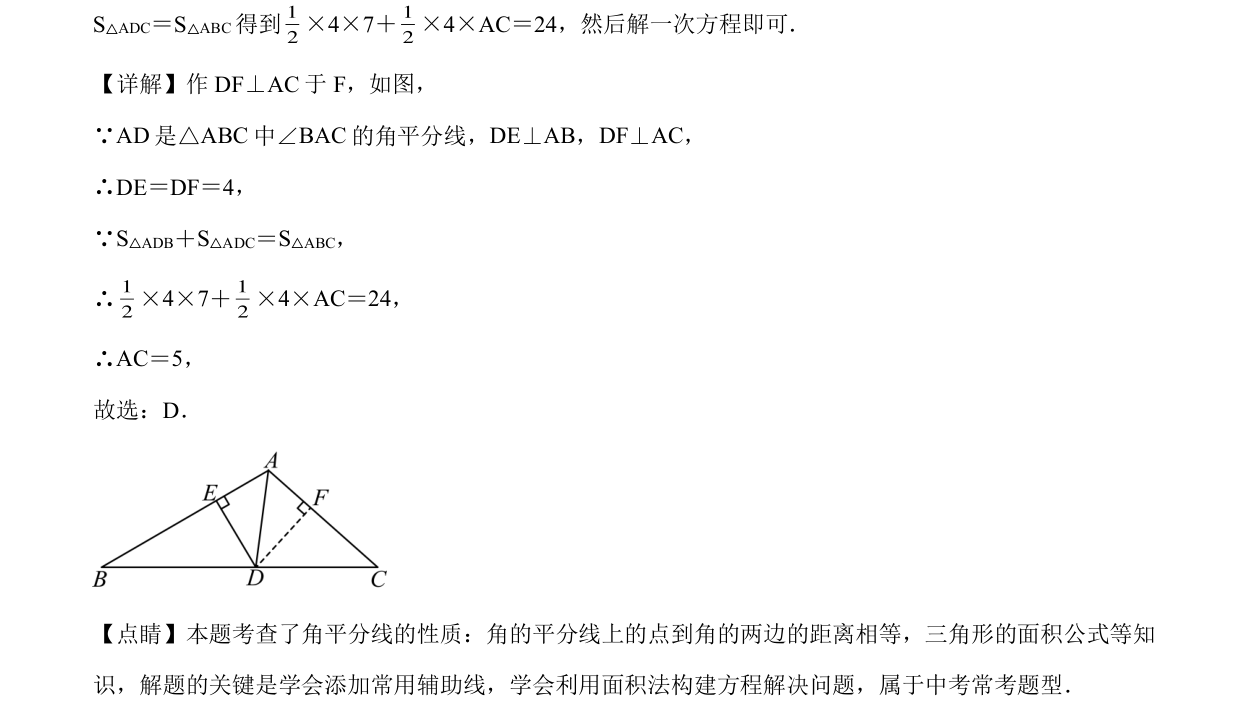 S△ADC＝S△ABC得到1/2×4×7＋1/2×4×AC＝24，然后解一次方程即可．
【详解】作 DF⊥AC 于 F，如图，
∵AD 是△ABC 中∠BAC 的角平分线，DE⊥AB，DF⊥AC，
∴DE＝DF＝4，
∵S△ADB＋S△ADC＝S△ABC，
∴1/2×4×7＋1/2×4×AC＝24，
∴AC＝5，
故选：D．
A
E
F
B
D
C
【点睛】本题考查了角平分线的性质：角的平分线上的点到角的两边的距离相等，三角形的面积公式等知
识，解题的关键是学会添加常用辅助线，学会利用面积法构建方程解决问题，属于中考常考题型．